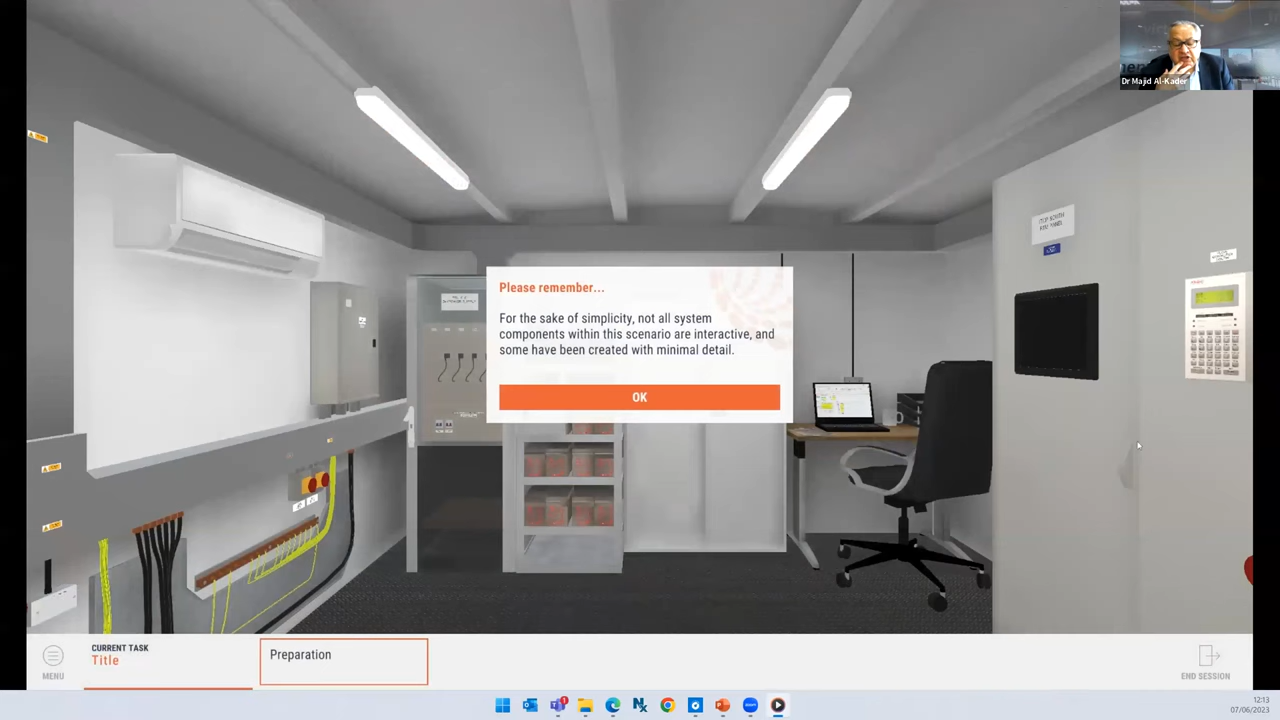 Dr Majid Al-Kader
Please remember...
For the sake of simplicity, not all system
components within this scenario are interactive, and
some have been created with minimal detail.
OK
MENU
CURRENT TASK
Title
Preparation
END SESSION
1
12:13
07/06/2023